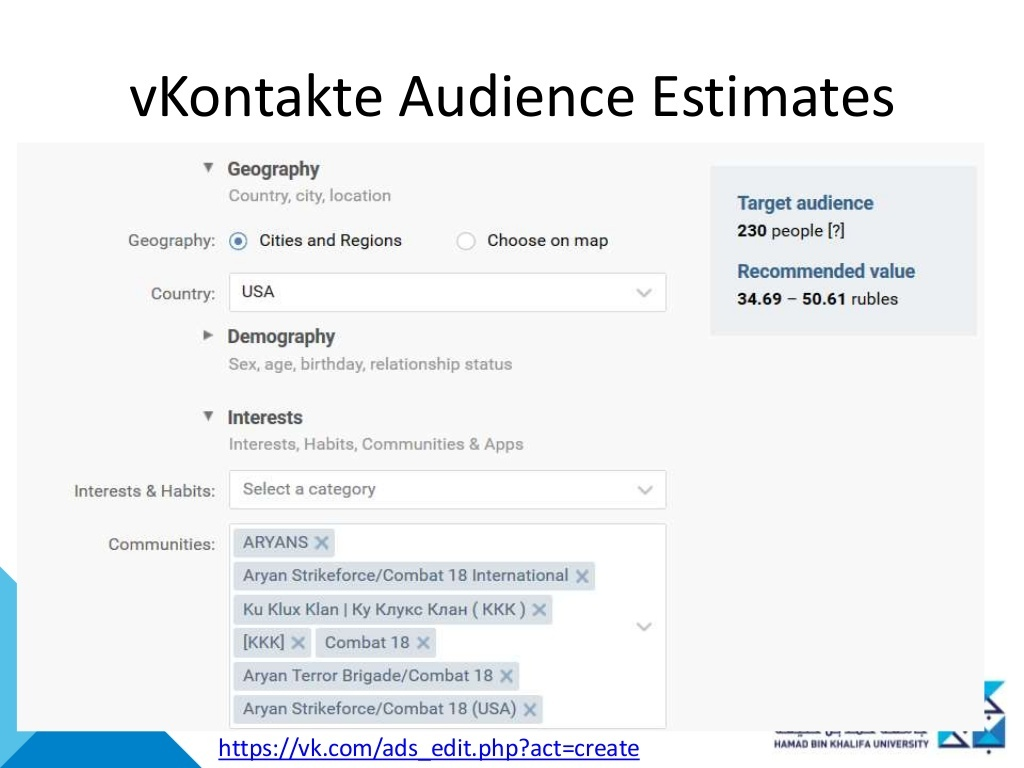 vKontakte Audience Estimates
Geography
Country, city, location
Geography: Cities and Regions Choose on map
Country: USA
Demography
Sex, age, birthday, relationship status
Interests
Interests, Habits, Communities & Apps
Interests & Habits: Select a category
Communities: ARYANS
Aryan Strikeforce/Combat 18 International
Ku Klux Klan | Ку Клукс Клан ( ККК )
[KKK] Combat 18
Aryan Terror Brigade/Combat 18
Aryan Strikeforce/Combat 18 (USA)
Target audience
230 people [?]
Recommended value
34.69 – 50.61 rubles
https://vk.com/ads_edit.php?act=create
HAMAD BIN KHALIFA UNIVERSITY